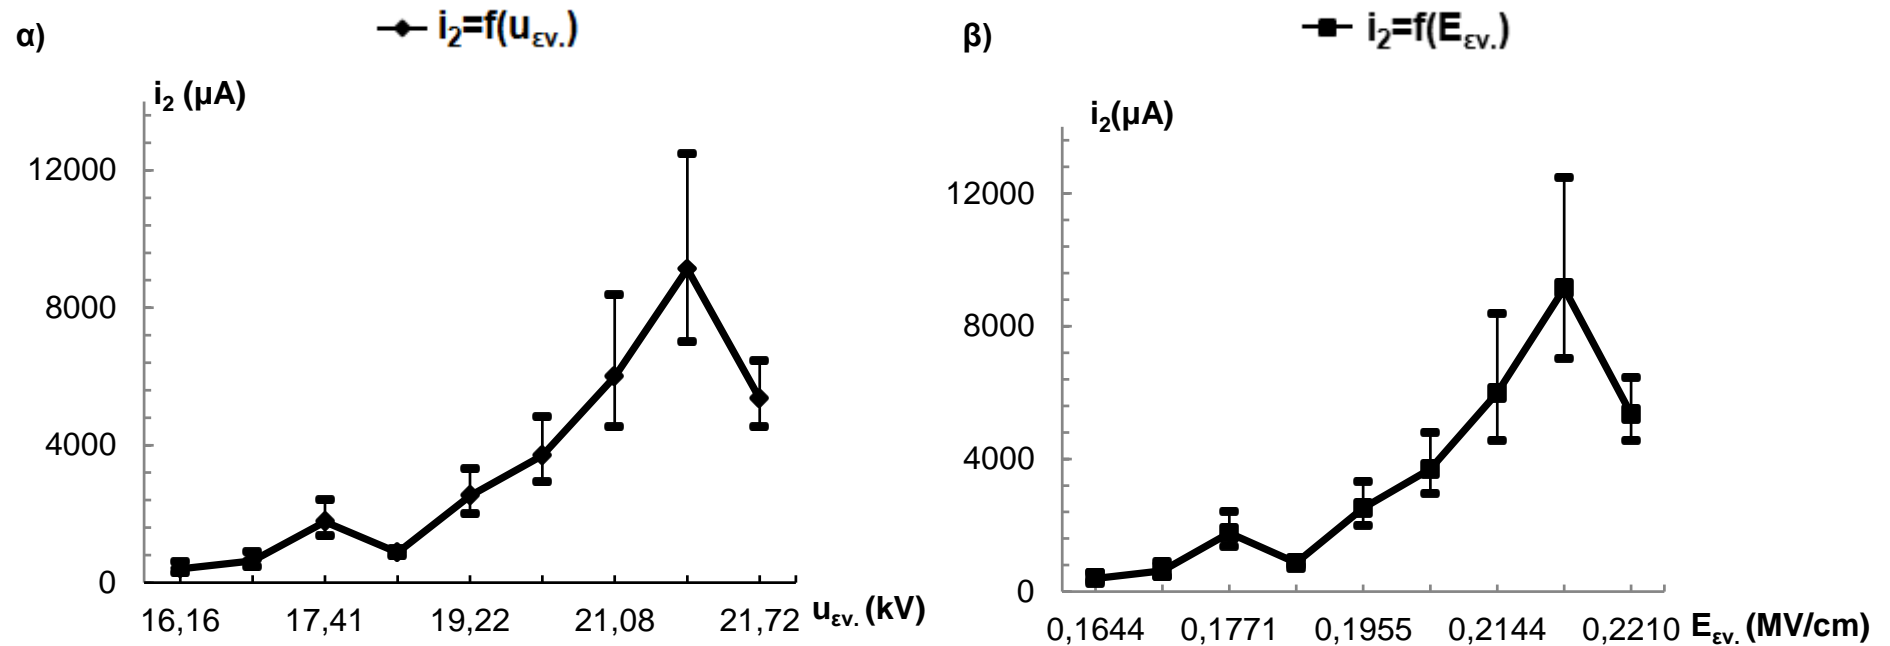 α)
i₂=f(uεν.)
i₂ (μA)
12000
8000
4000
0
16,16 17,41 19,22 21,08 21,72 uεν. (kV)
β)
i₂=f(Eεν.)
i₂(μA)
12000
8000
4000
0
0,1644 0,1771 0,1955 0,2144 0,2210 Eεν. (MV/cm)